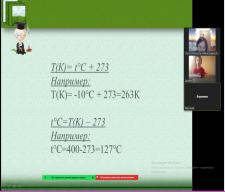 T(K)= t°C + 273
Например:
T(K)= -10°C + 273=263K
t°C=T(K) – 273
Например:
t°C=400-273=127°C